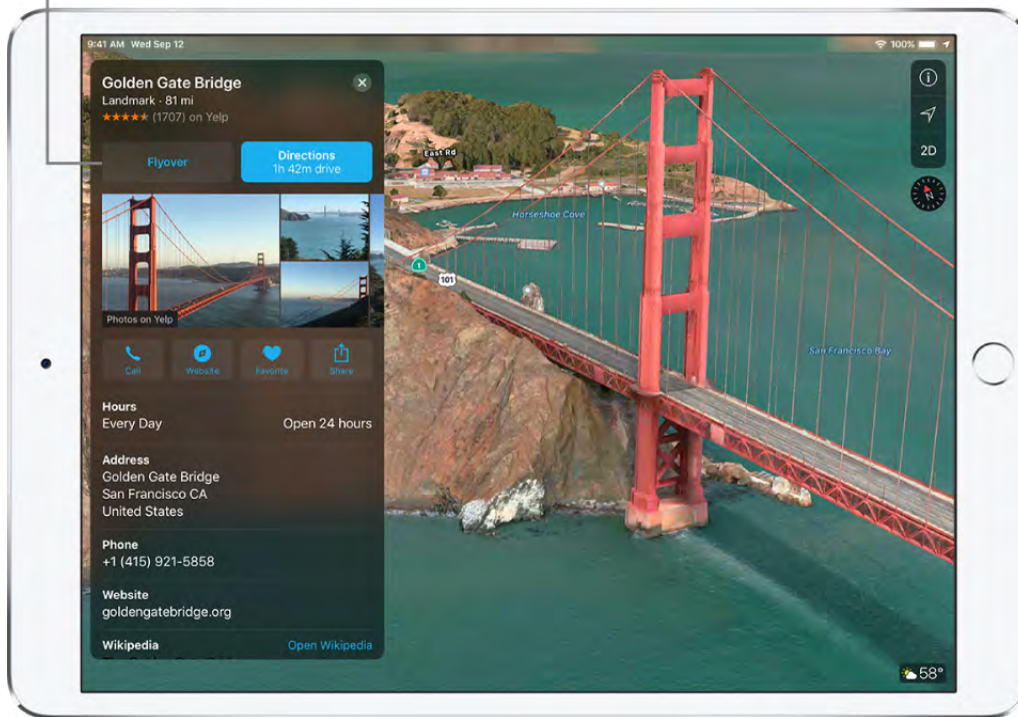 9:41 AM Wed Sep 12
100%
Golden Gate Bridge
Landmark · 81 mi
(1707) on Yelp
Flyover
Directions
1h 42m drive
Photos on Yelp
Call
Website
Favorite
Share
Hours
Every Day
Open 24 hours
Address
Golden Gate Bridge
San Francisco CA
United States
Phone
+1 (415) 921-5858
Website
goldengatebridge.org
Wikipedia
Open Wikipedia
East Rd
Horseshoe Cove
1
101
San Francisco Bay
2D
N
58°